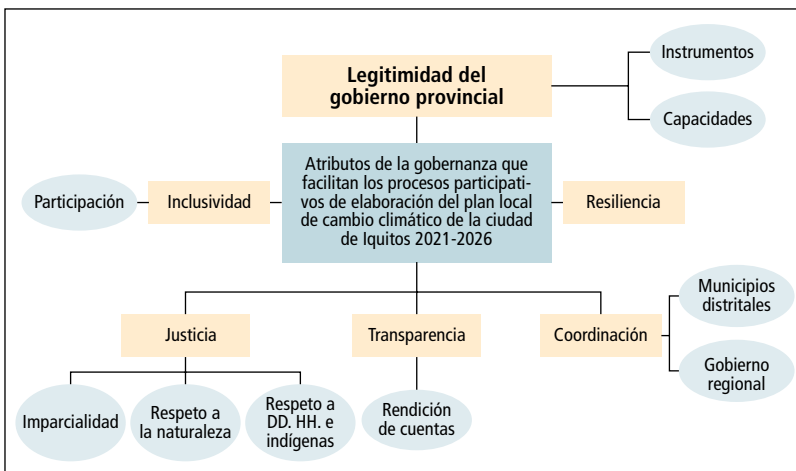 Instrumentos
Legitimidad del
gobierno provincial
Capacidades
Atributos de la gobernanza que
facilitan los procesos participati-
vos de elaboración del plan local
de cambio climático de la ciudad
de Iquitos 2021-2026
Participación
Inclusividad
Resiliencia
Municipios
distritales
Justicia
Transparencia
Coordinación
Gobierno
regional
Imparcialidad
Respeto a
la naturaleza
Respeto a
DD. HH. e
indígenas
Rendición
de cuentas